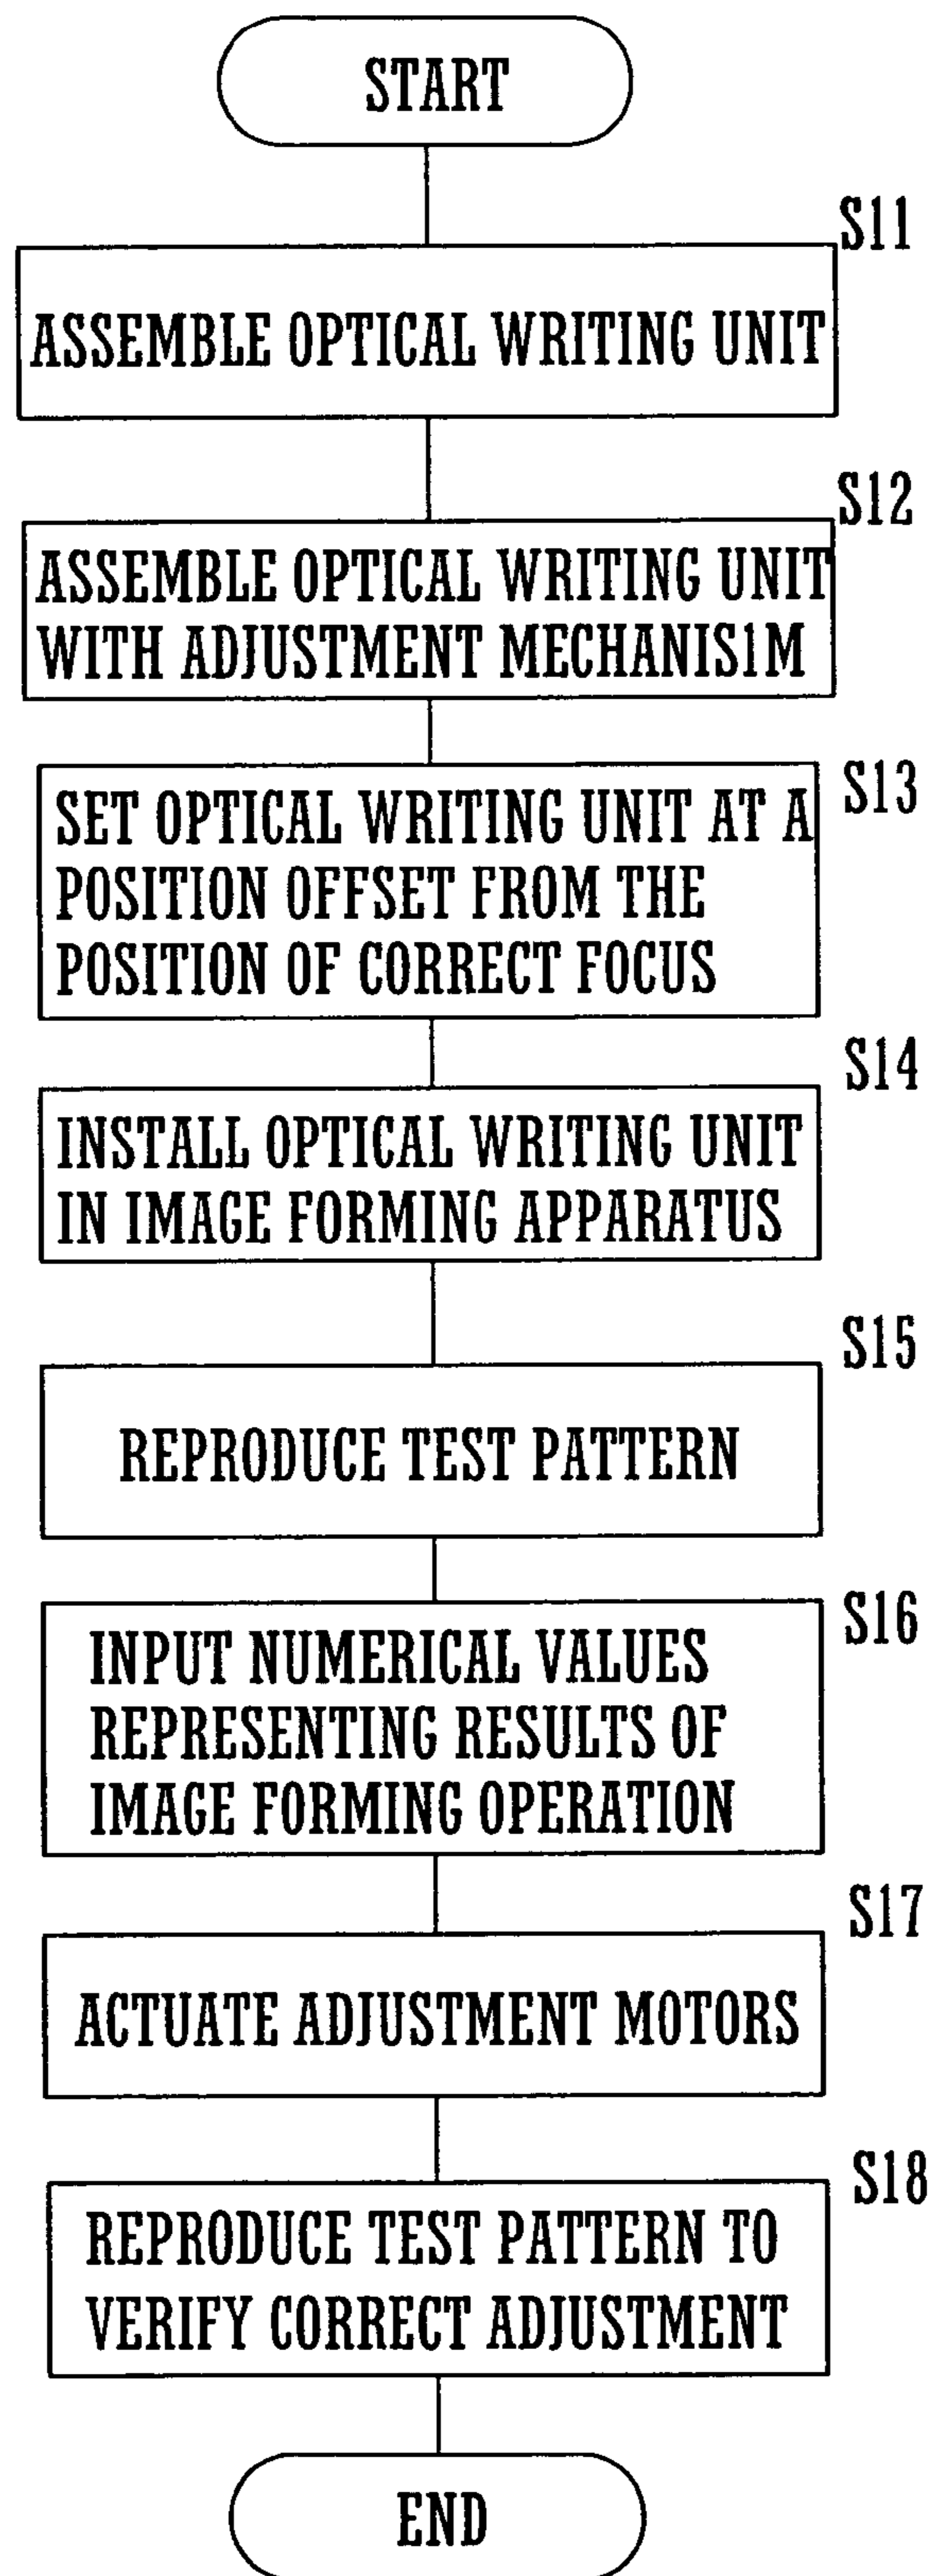 START
S11
ASSEMBLE OPTICAL WRITING UNIT
S12
ASSEMBLE OPTICAL WRITING UNIT
WITH ADJUSTMENT MECHANIS1M
S13
SET OPTICAL WRITING UNIT AT A
POSITION OFFSET FROM THE
POSITION OF CORRECT FOCUS
S14
INSTALL OPTICAL WRITING UNIT
IN IMAGE FORMING APPARATUS
S15
REPRODUCE TEST PATTERN
S16
INPUT NUMERICAL VALUES
REPRESENTING RESULTS OF
IMAGE FORMING OPERATION
S17
ACTUATE ADJUSTMENT MOTORS
S18
REPRODUCE TEST PATTERN TO
VERIFY CORRECT ADJUSTMENT
END